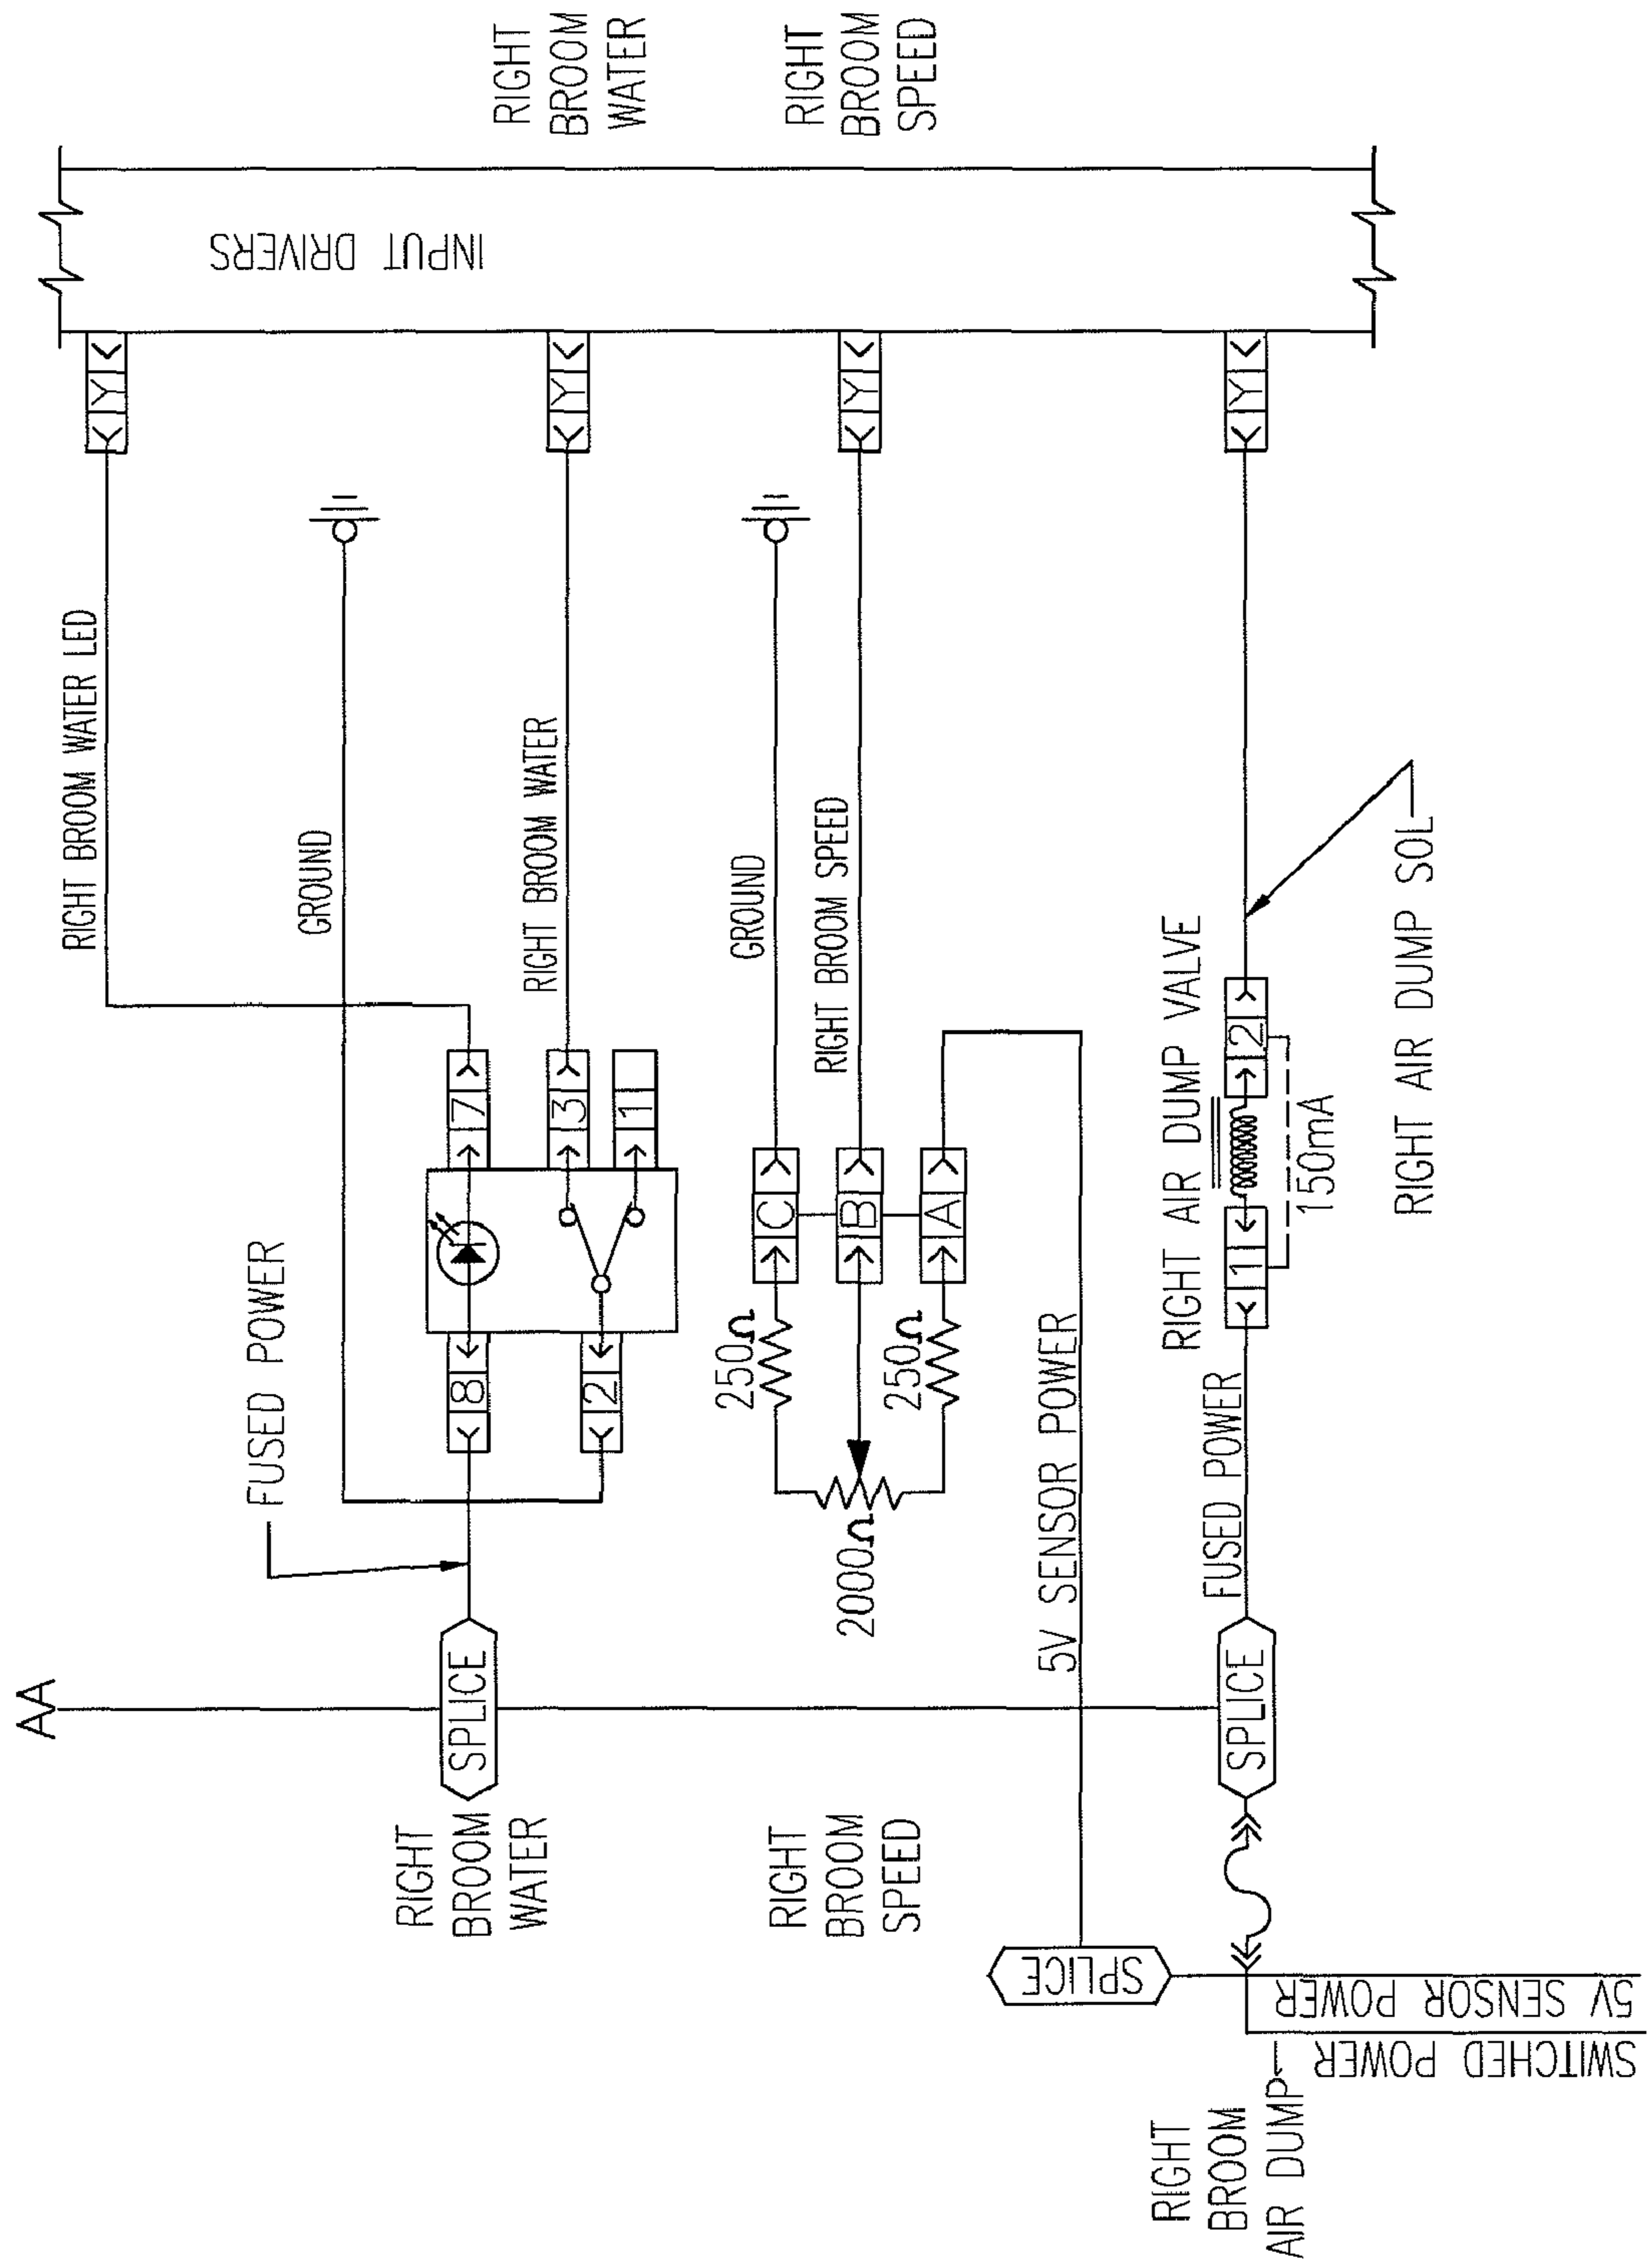 AA
RIGHT BROOM WATER LED
GROUND
FUSED POWER
RIGHT
BROOM
WATER
SPLICE
8
7
2
3
1
RIGHT BROOM WATER
RIGHT
BROOM
WATER
INPUT DRIVERS
Y
Y
Y
Y
GROUND
RIGHT
BROOM
SPEED
2000Ω
250Ω
250Ω
C
B
A
RIGHT BROOM SPEED
RIGHT
BROOM
SPEED
5V SENSOR POWER
SPLICE
RIGHT
BROOM
AIR DUMP
SPLICE
FUSED POWER
RIGHT AIR DUMP VALVE
1
2
150mA
RIGHT AIR DUMP SOL
5V SENSOR POWER
SWITCHED POWER